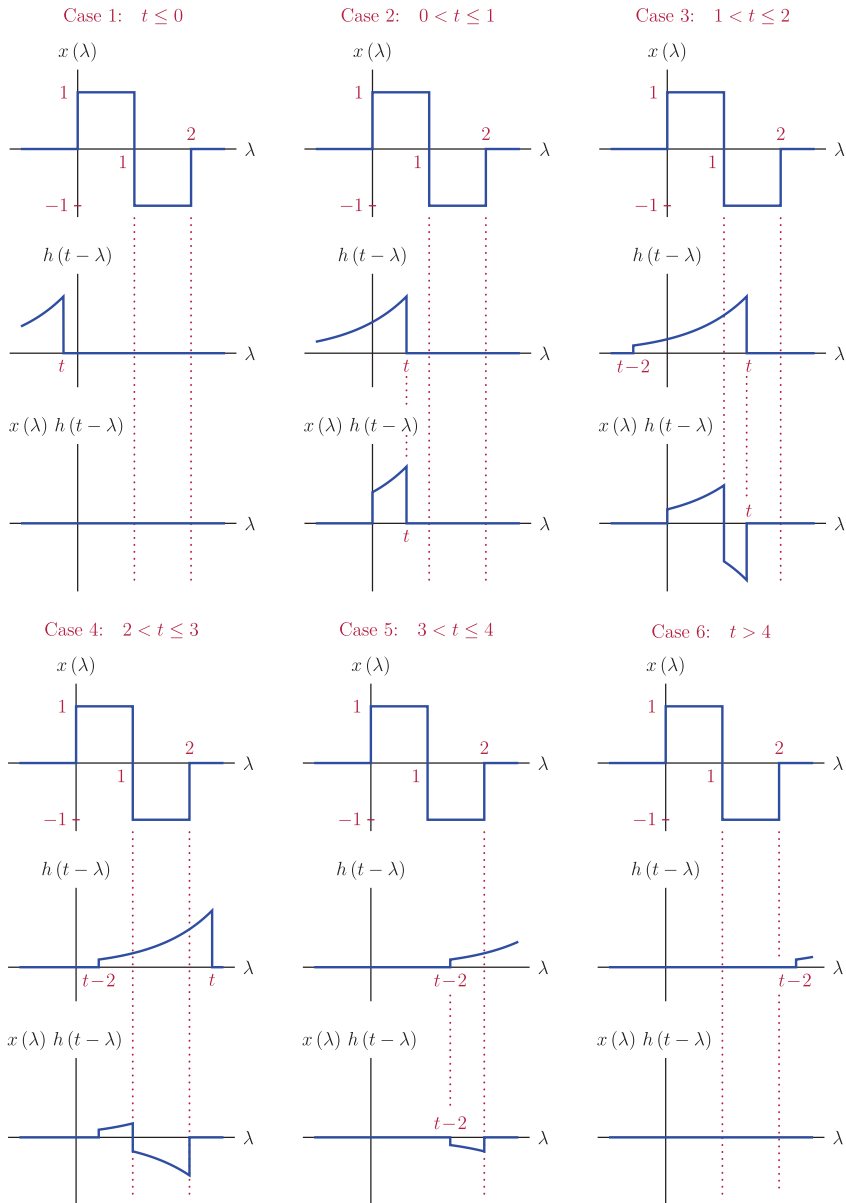 Case 1: t ≤ 0
x (λ)
1
2
λ
1
−1
h (t − λ)
λ
t
x (λ) h (t − λ)
λ
Case 2: 0 < t ≤ 1
x (λ)
1
2
λ
1
−1
h (t − λ)
λ
t
x (λ) h (t − λ)
λ
t
Case 3: 1 < t ≤ 2
x (λ)
1
2
λ
1
−1
h (t − λ)
λ
t−2
t
x (λ) h (t − λ)
t
λ
Case 4: 2 < t ≤ 3
x (λ)
1
2
λ
1
−1
h (t − λ)
λ
t−2
t
x (λ) h (t − λ)
λ
Case 5: 3 < t ≤ 4
x (λ)
1
2
λ
1
−1
h (t − λ)
λ
t−2
x (λ) h (t − λ)
t−2
λ
Case 6: t > 4
x (λ)
1
2
λ
1
−1
h (t − λ)
λ
t−2
x (λ) h (t − λ)
λ